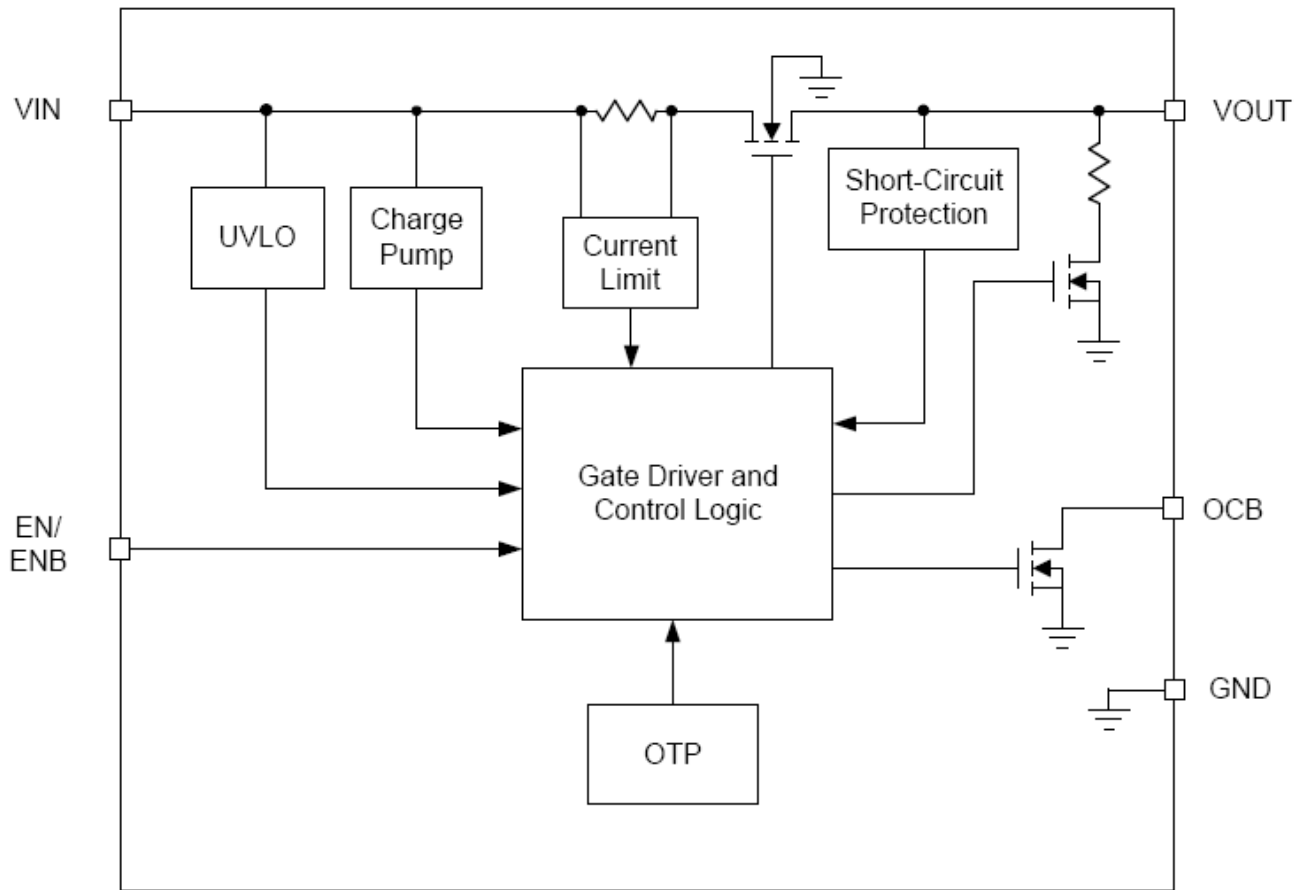 VIN
VOUT
UVLO
Charge
Pump
Current
Limit
Short-Circuit
Protection
Gate Driver and
Control Logic
EN/
ENB
OCB
GND
OTP